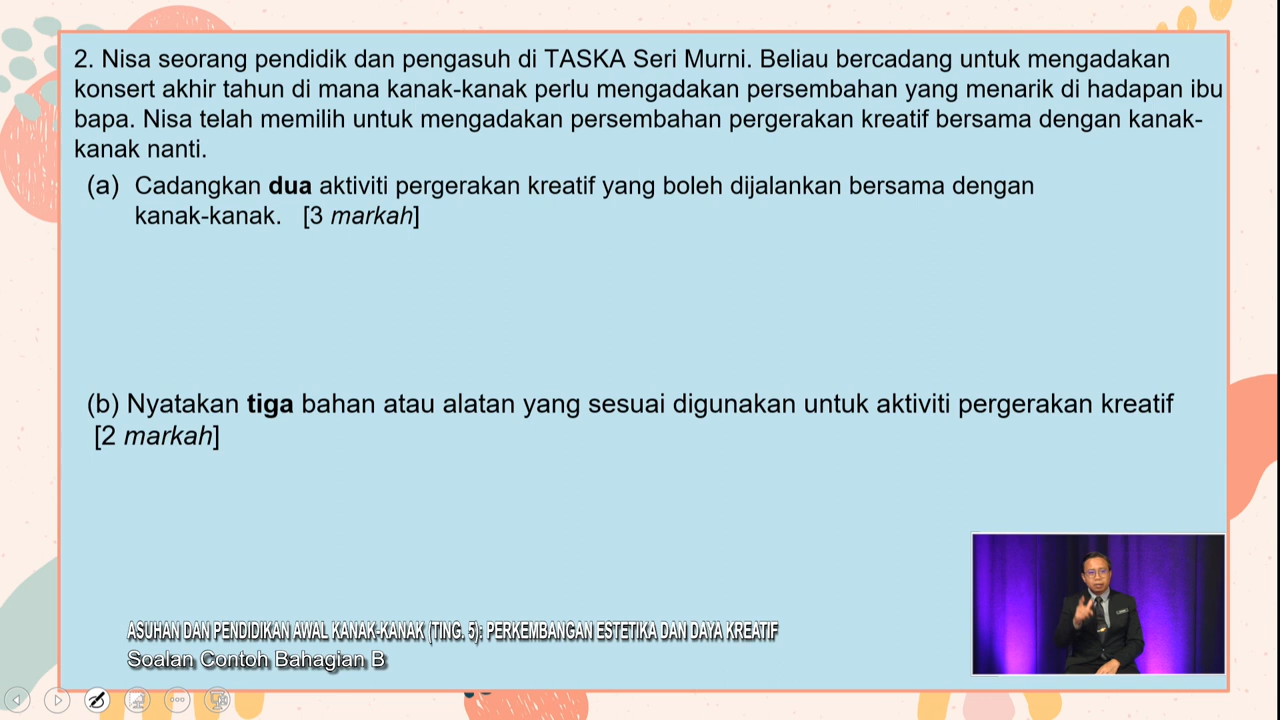 2. Nisa seorang pendidik dan pengasuh di TASKA Seri Murni. Beliau bercadang untuk mengadakan
konsert akhir tahun di mana kanak-kanak perlu mengadakan persembahan yang menarik di hadapan ibu
bapa. Nisa telah memilih untuk mengadakan persembahan pergerakan kreatif bersama dengan kanak-
kanak nanti.
(a) Cadangkan dua aktiviti pergerakan kreatif yang boleh dijalankan bersama dengan
kanak-kanak. [3 markah]
(b) Nyatakan tiga bahan atau alatan yang sesuai digunakan untuk aktiviti pergerakan kreatif
[2 markah]
ASUHAN DAN PENDIDIKAN AWAL KANAK-KANAK (TING. 5): PERKEMBANGAN ESTETIKA DAN DAYA KREATIF
Soalan Contoh Bahagian B